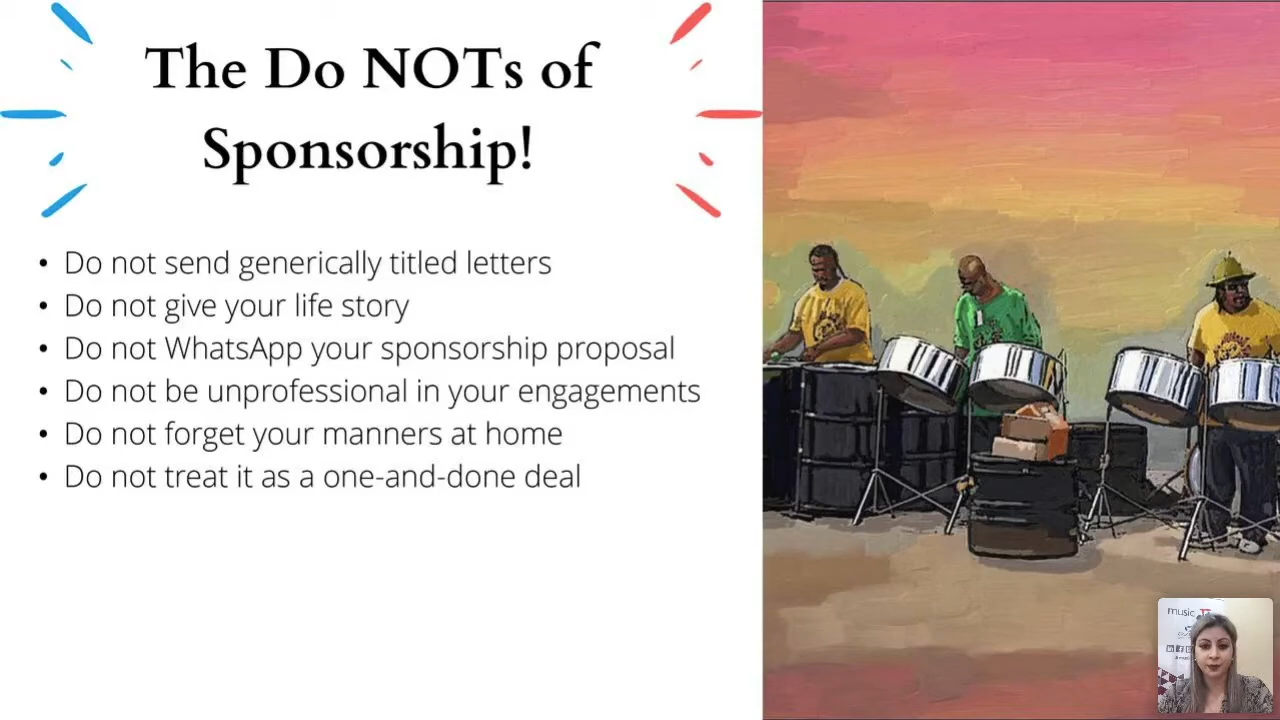 The Do NOTs of
Sponsorship!
• Do not send generically titled letters
• Do not give your life story
• Do not WhatsApp your sponsorship proposal
• Do not be unprofessional in your engagements
• Do not forget your manners at home
• Do not treat it as a one-and-done deal
music TT